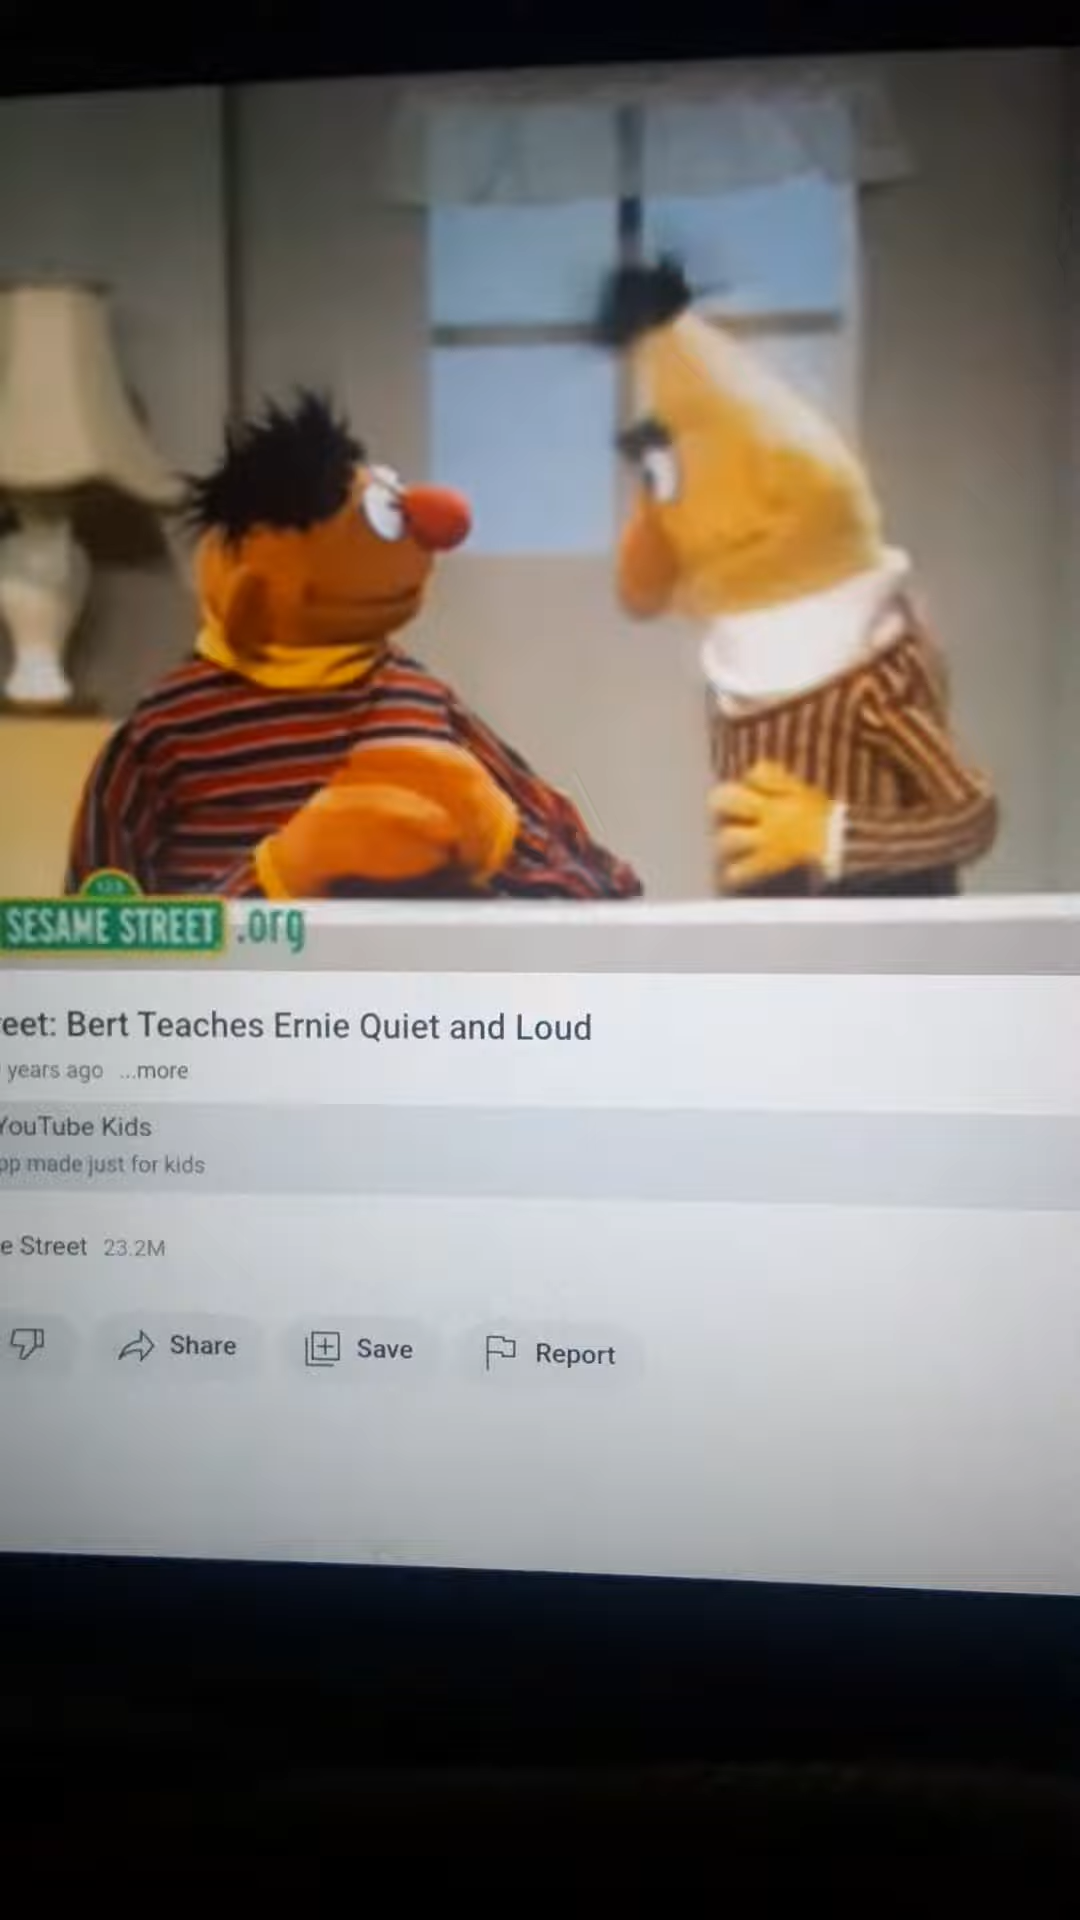 123
SESAME STREET .org
eet: Bert Teaches Ernie Quiet and Loud
years ago ...more
YouTube Kids
pp made just for kids
e Street 23.2M
Share Save Report